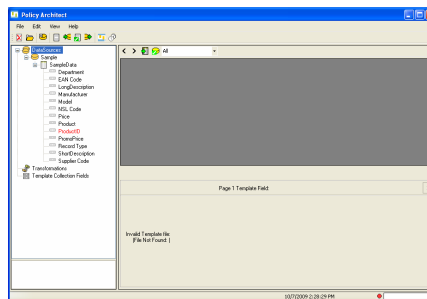 Policy Architect
File Edit View Help
DataSources
Sample
SampleData
Department
EAN Code
LongDescription
Manufacturer
Model
NSL Code
Price
Product
ProductID
PromoPrice
Record Type
ShortDescription
Supplier Code
Transformations
Template Collection Fields
All
Page 1 Template Field:
Invalid Template file:
(File Not Found: )
10/7/2009 2:28:29 PM